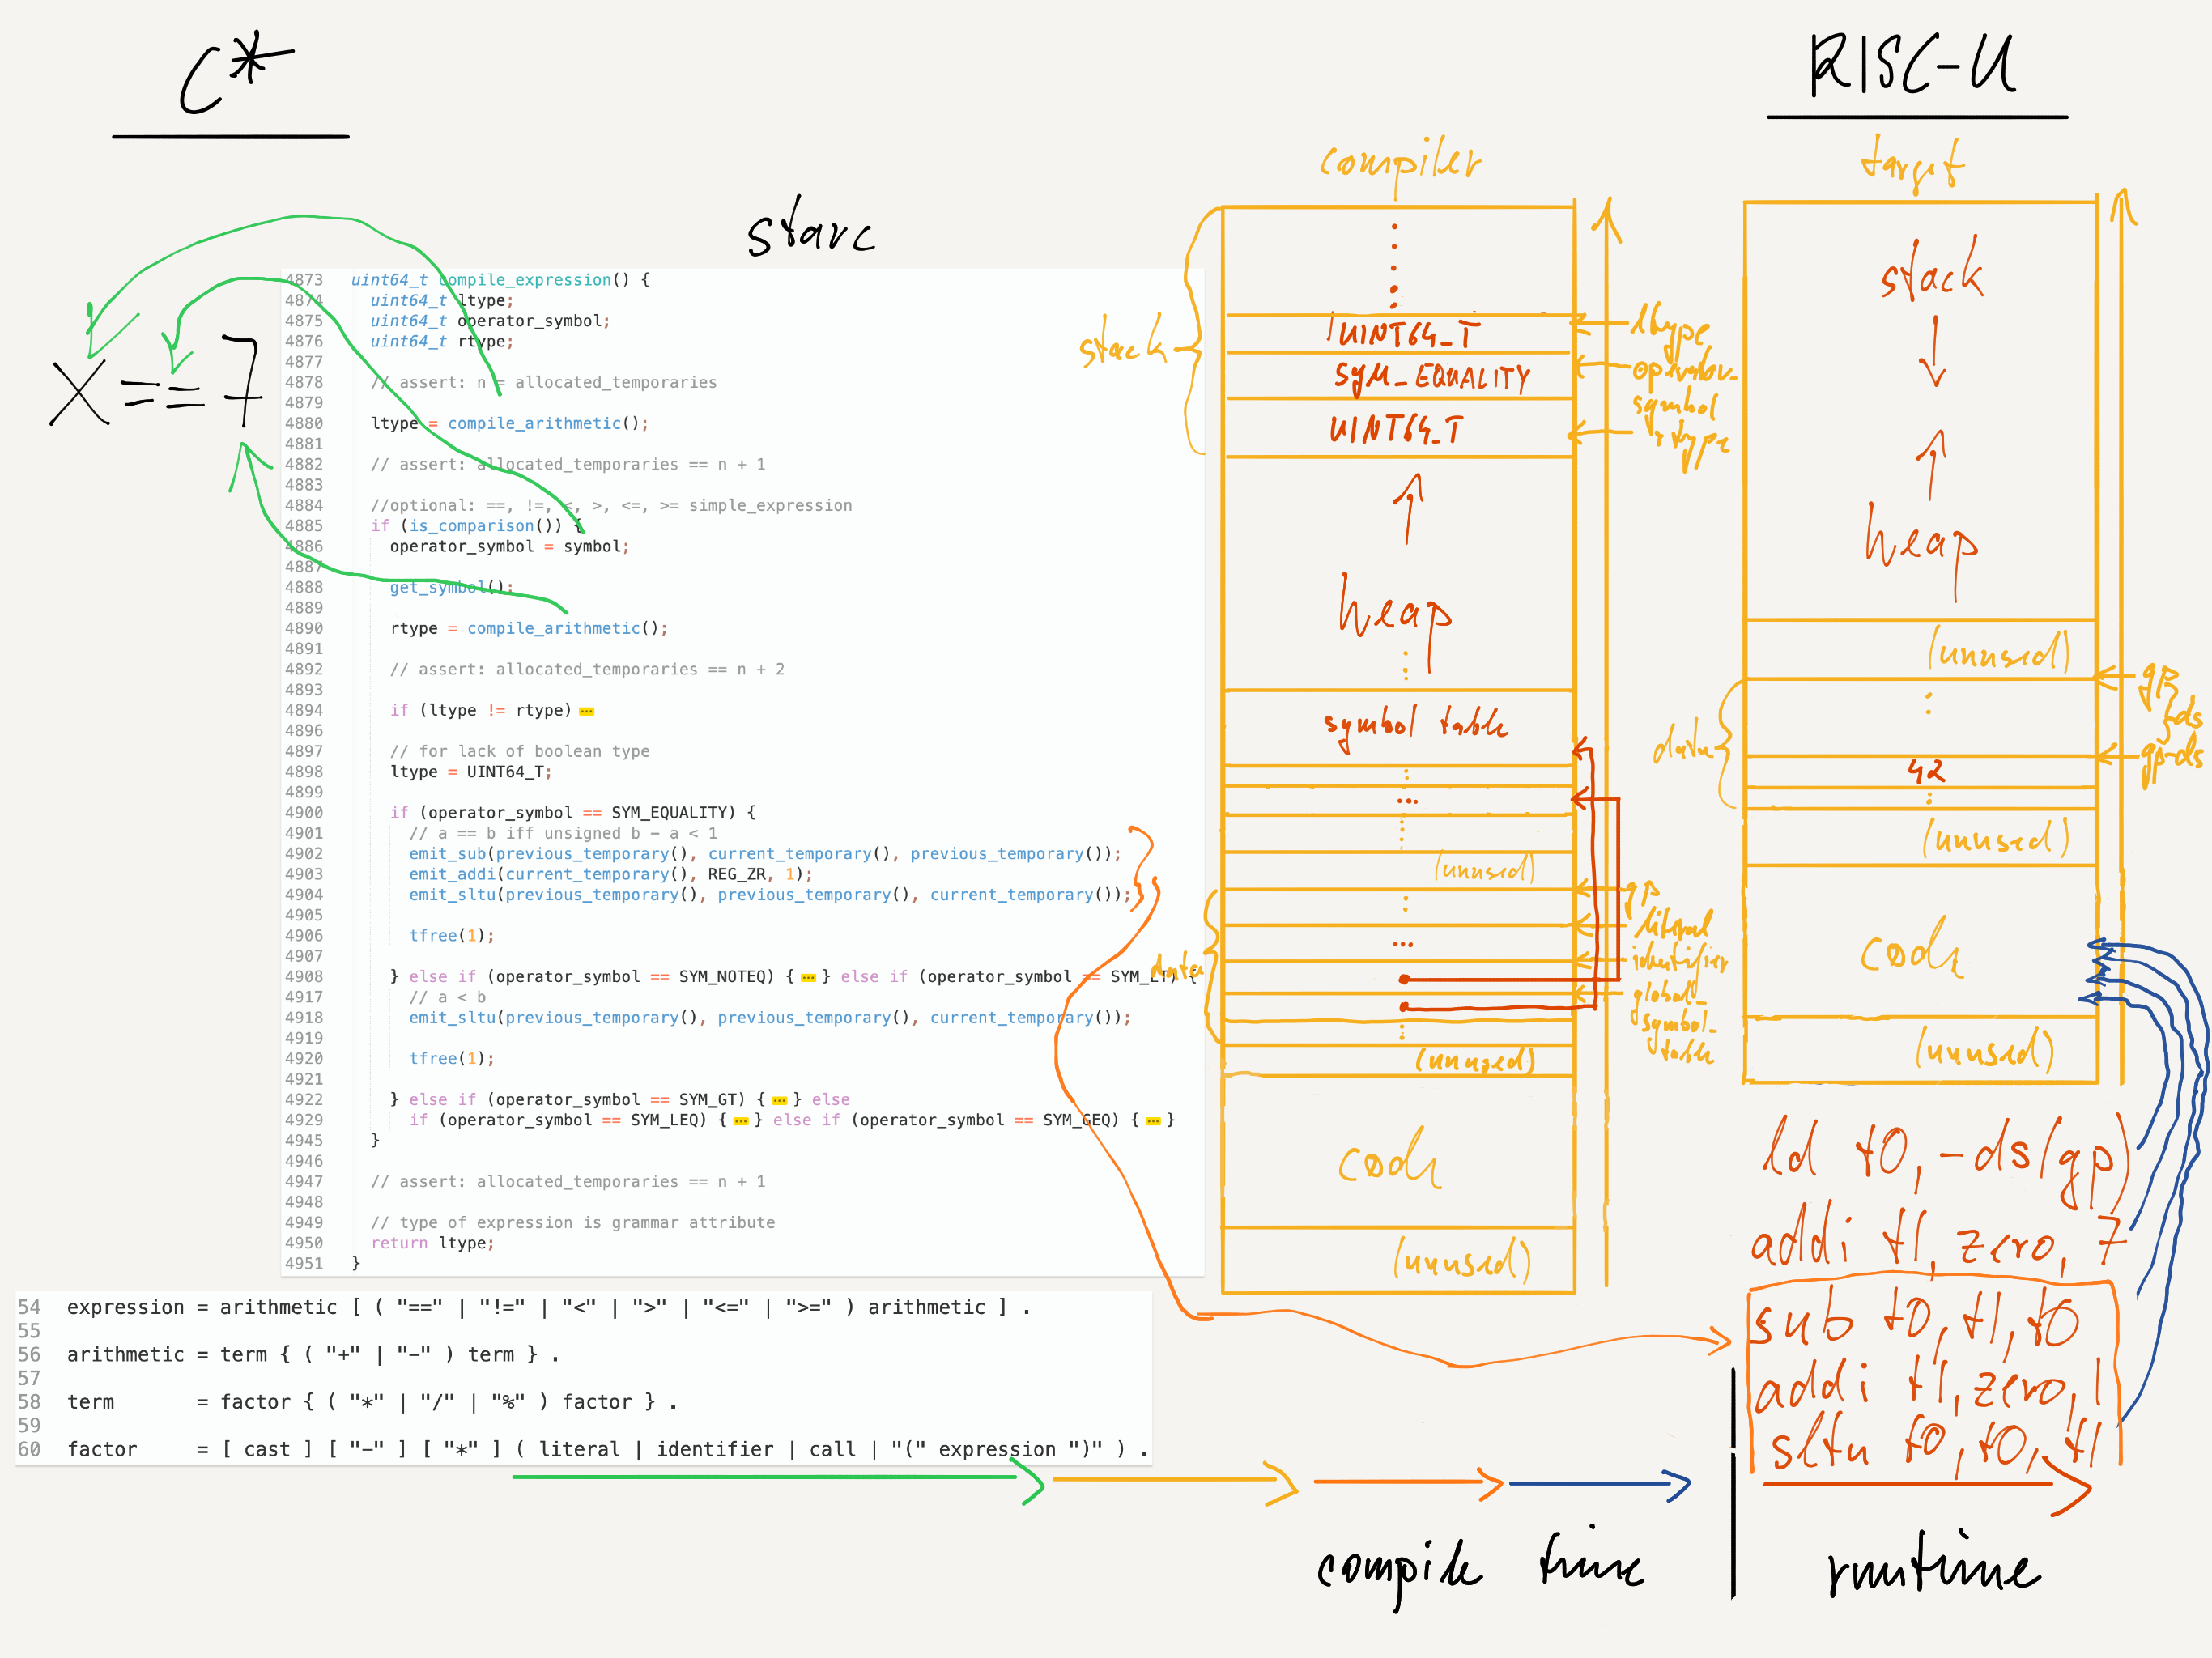 C*
starc
x == 7
4873 uint64_t compile_expression() {
4874 uint64_t ltype;
4875 uint64_t operator_symbol;
4876 uint64_t rtype;
4877
4878 // assert: n = allocated_temporaries
4879
4880 ltype = compile_arithmetic();
4881
4882 // assert: allocated_temporaries == n + 1
4883
4884 //optional: ==, !=, <, >, <=, >= simple_expression
4885 if (is_comparison()) {
4886 operator_symbol = symbol;
4887
4888 get_symbol();
4889
4890 rtype = compile_arithmetic();
4891
4892 // assert: allocated_temporaries == n + 2
4893
4894 if (ltype != rtype) ...
4896
4897 // for lack of boolean type
4898 ltype = UINT64_T;
4899
4900 if (operator_symbol == SYM_EQUALITY) {
4901 // a == b iff unsigned b - a < 1
4902 emit_sub(previous_temporary(), current_temporary(), previous_temporary());
4903 emit_addi(current_temporary(), REG_ZR, 1);
4904 emit_sltu(previous_temporary(), previous_temporary(), current_temporary());
4905
4906 tfree(1);
4907
4908 } else if (operator_symbol == SYM_NOTEQ) { ... } else if (operator_symbol == SYM_LT) {
4917 // a < b
4918 emit_sltu(previous_temporary(), previous_temporary(), current_temporary());
4919
4920 tfree(1);
4921
4922 } else if (operator_symbol == SYM_GT) { ... } else
4929 if (operator_symbol == SYM_LEQ) { ... } else if (operator_symbol == SYM_GEQ) { ... }
4945 }
4946
4947 // assert: allocated_temporaries == n + 1
4948
4949 // type of expression is grammar attribute
4950 return ltype;
4951 }
54 expression = arithmetic [ ( "==" | "!=" | "<" | ">" | "<=" | ">=" ) arithmetic ] .
55
56 arithmetic = term { ( "+" | "-" ) term } .
57
58 term = factor { ( "*" | "/" | "%" ) factor } .
59
60 factor = [ cast ] [ "-" ] [ "*" ] ( literal | identifier | call | "(" expression ")" ) .
compiler
stack
UINT64_T
SYM_EQUALITY
UINT64_T
ltype
operator_
symbol
rtype
heap
symbol table
...
(unused)
data
...
gp
literal
identifier
global_
symbol_
table
(unused)
code
(unused)
RISC-U
target
stack
heap
(unused)
data
42
gp
-ds
gp-ds
(unused)
code
(unused)
ld t0,-ds(gp)
addi t1,zero,7
sub t0,t1,t0
addi t1,zero,1
sltu t0,t0,t1
compile time
runtime